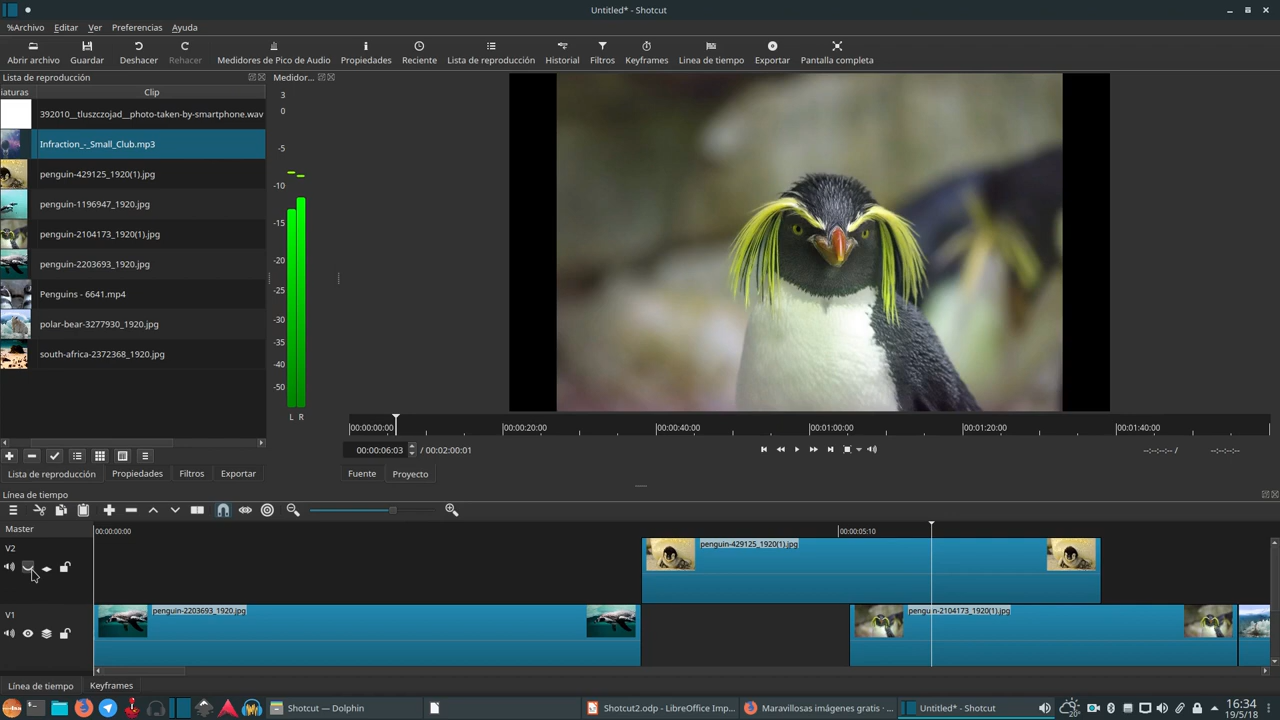 Untitled* - Shotcut
%Archivo Editar Ver Preferencias Ayuda
Abrir archivo Guardar Deshacer Rehacer Medidores de Pico de Audio Propiedades Reciente Lista de reproducción Historial Filtros Keyframes Linea de tiempo Exportar Pantalla completa
Lista de reproducción
Medidor...
iaturas Clip
392010__tluszczojad__photo-taken-by-smartphone.wav
Infraction_-_Small_Club.mp3
penguin-429125_1920(1).jpg
penguin-1196947_1920.jpg
penguin-2104173_1920(1).jpg
penguin-2203693_1920.jpg
Penguins - 6641.mp4
polar-bear-3277930_1920.jpg
south-africa-2372368_1920.jpg
3
0
-5
-10
-15
-20
-25
-30
-35
-40
-50
L R
00:00:00:00 00:00:20:00 00:00:40:00 00:01:00:00 00:01:20:00 00:01:40:00
00:00:06:03 / 00:02:00:01 --:--:--:-- / --:--:--:--
Lista de reproducción Propiedades Filtros Exportar
Fuente Proyecto
Línea de tiempo
Master
00:00:00:00 00:00:05:10
V2
penguin-429125_1920(1).jpg
V1
penguin-2203693_1920.jpg
penguin-2104173_1920(1).jpg
Línea de tiempo Keyframes
Shotcut — Dolphin
Shotcut2.odp - LibreOffice Imp...
Maravillosas imágenes gratis · ...
Untitled* - Shotcut
20°
16:34
19/5/18